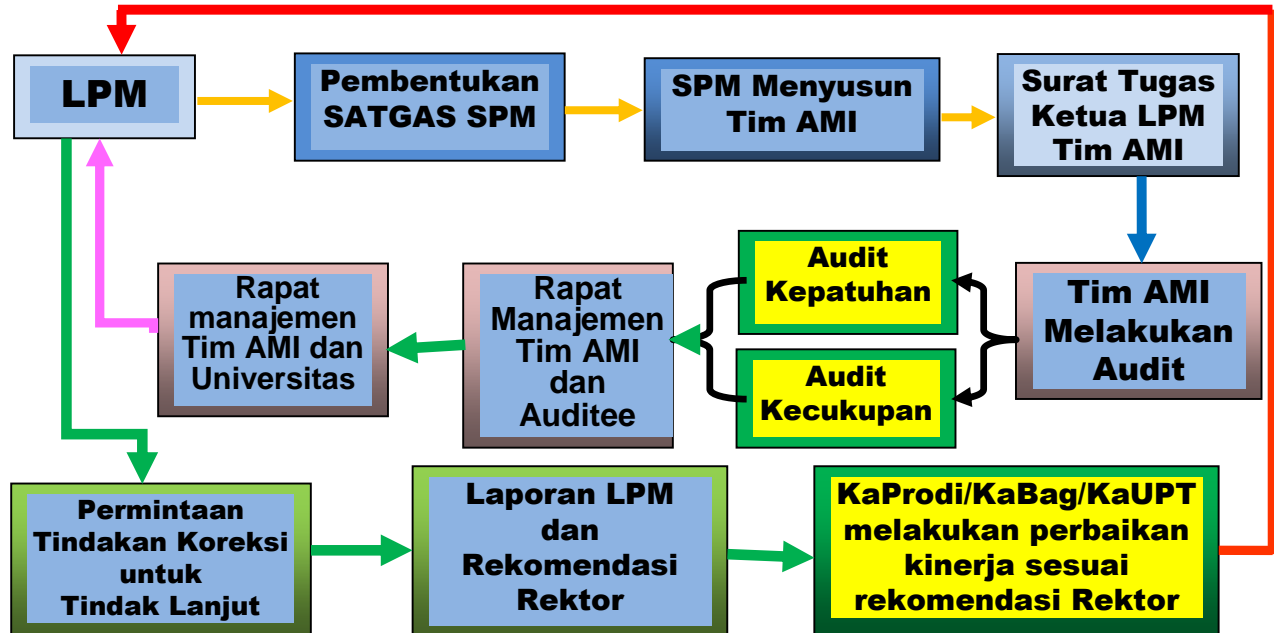 LPM
Pembentukan
SATGAS SPM
SPM Menyusun
Tim AMI
Surat Tugas
Ketua LPM
Tim AMI
Tim AMI
Melakukan
Audit
Audit
Kepatuhan
Audit
Kecukupan
Rapat
Manajemen
Tim AMI
dan
Auditee
Rapat
manajemen
Tim AMI dan
Universitas
Permintaan
Tindakan Koreksi
untuk
Tindak Lanjut
Laporan LPM
dan
Rekomendasi
Rektor
KaProdi/KaBag/KaUPT
melakukan perbaikan
kinerja sesuai
rekomendasi Rektor